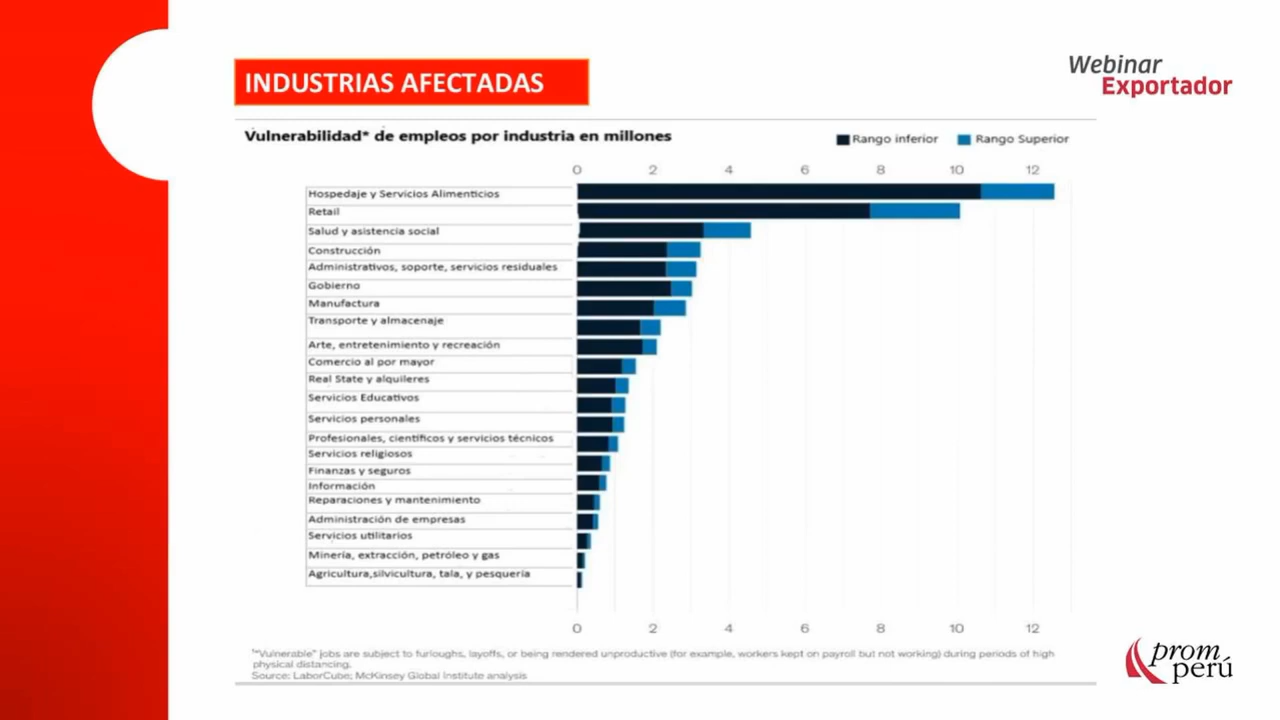 INDUSTRIAS AFECTADAS
Webinar
Exportador
Vulnerabilidad* de empleos por industria en millones
Rango inferior Rango Superior
0 2 4 6 8 10 12
Hospedaje y Servicios Alimenticios
Retail
Salud y asistencia social
Construcción
Administrativos, soporte, servicios residuales
Gobierno
Manufactura
Transporte y almacenaje
Arte, entretenimiento y recreación
Comercio al por mayor
Real State y alquileres
Servicios Educativos
Servicios personales
Profesionales, científicos y servicios técnicos
Servicios religiosos
Finanzas y seguros
Información
Reparaciones y mantenimiento
Administración de empresas
Servicios utilitarios
Minería, extracción, petróleo y gas
Agricultura,silvicultura, tala, y pesquería
0 2 4 6 8 10 12
*"Vulnerable" jobs are subject to furloughs, layoffs, or being rendered unproductive (for example, workers kept on payroll but not working) during periods of high
physical distancing.
Source: LaborCube; McKinsey Global Institute analysis
prom
perú